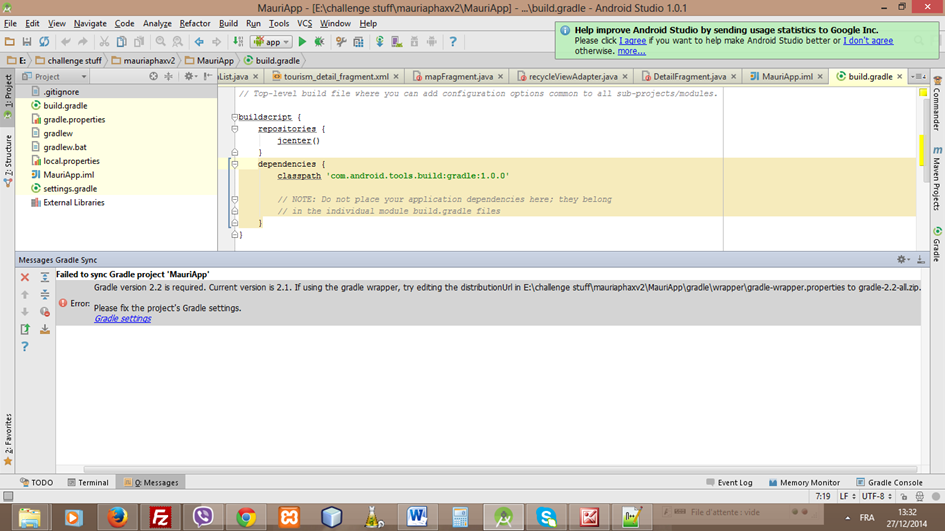 MauriApp - [E:\challenge stuff\mauriaphaxv2\MauriApp] - ...\build.gradle - Android Studio 1.0.1
File Edit View Navigate Code Analyze Refactor Build Run Tools VCS Window Help
app
Help improve Android Studio by sending usage statistics to Google Inc.
Please click I agree if you want to help make Android Studio better or I don't agree
otherwise. more...
E: challenge stuff mauriaphaxv2 MauriApp build.gradle
Project
tList.java tourism_detail_fragment.xml mapFragment.java recycleViewAdapter.java DetailFragment.java MauriApp.iml build.gradle
1: Project
Z: Structure
2: Favorites
.gitignore
build.gradle
gradle.properties
gradlew
gradlew.bat
local.properties
MauriApp.iml
settings.gradle
External Libraries
// Top-level build file where you can add configuration options common to all sub-projects/modules.
buildscript {
repositories {
jcenter()
}
dependencies {
classpath 'com.android.tools.build:gradle:1.0.0'
// NOTE: Do not place your application dependencies here; they belong
// in the individual module build.gradle files
}
}
Commander
Maven Projects
Gradle
Messages Gradle Sync
Failed to sync Gradle project 'MauriApp'
Error:
Gradle version 2.2 is required. Current version is 2.1. If using the gradle wrapper, try editing the distributionUrl in E:\challenge stuff\mauriaphaxv2\MauriApp\gradle\wrapper\gradle-wrapper.properties to gradle-2.2-all.zip.
Please fix the project's Gradle settings.
Gradle settings
TODO Terminal 0: Messages Event Log Memory Monitor Gradle Console
7:19 LF UTF-8
File d'attente : vide
FRA
13:32
27/12/2014